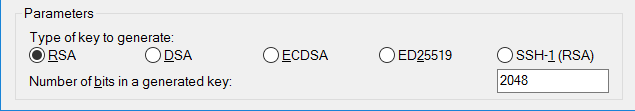 Parameters
Type of key to generate:
RSA DSA ECDSA ED25519 SSH-1 (RSA)
Number of bits in a generated key: 2048